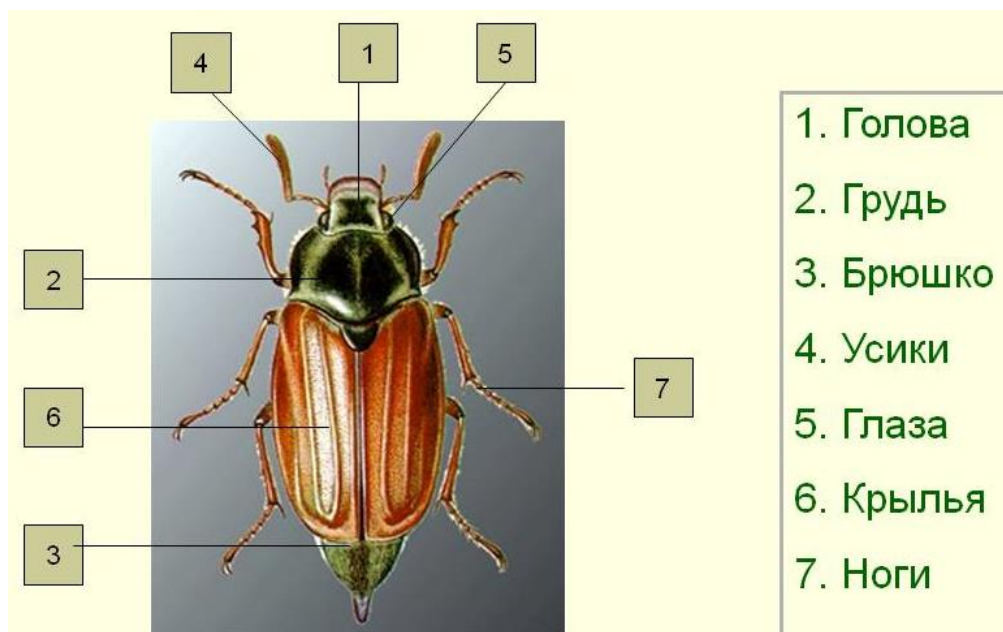 4
1
5
2
6
7
3
1. Голова
2. Грудь
3. Брюшко
4. Усики
5. Глаза
6. Крылья
7. Ноги